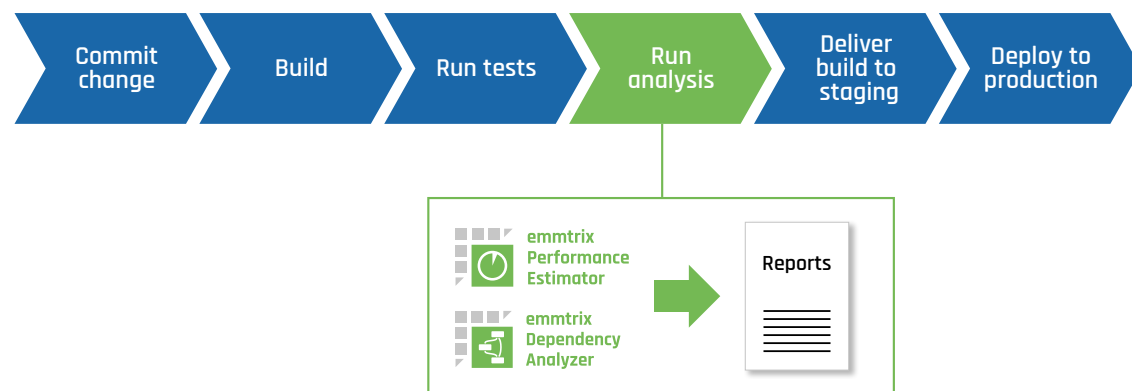 Commit
change
Build
Run tests
Run
analysis
Deliver
build to
staging
Deploy to
production
emmtrix
Performance
Estimator
emmtrix
Dependency
Analyzer
Reports